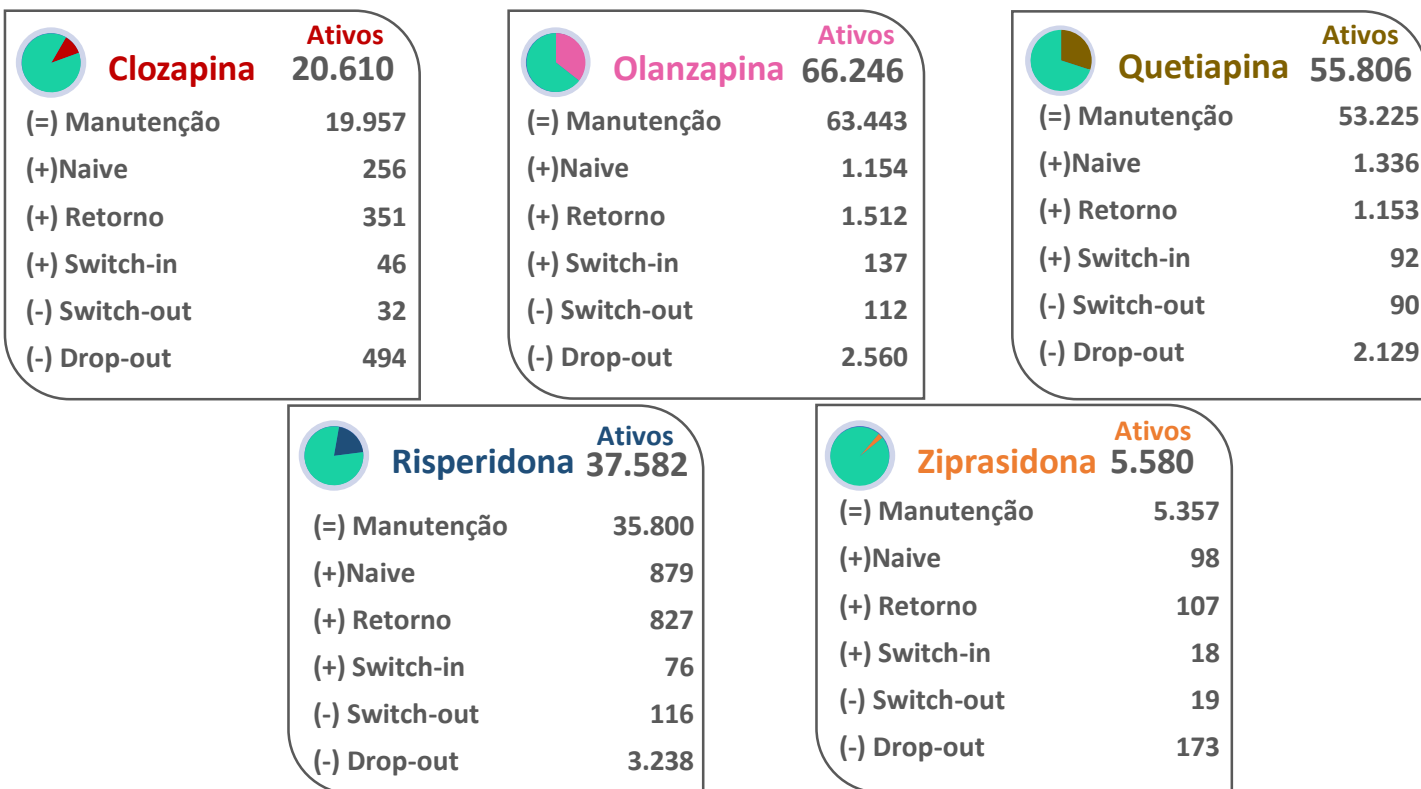 Ativos
Clozapina 20.610
(=) Manutenção 19.957
(+)Naive 256
(+) Retorno 351
(+) Switch-in 46
(-) Switch-out 32
(-) Drop-out 494
Ativos
Olanzapina 66.246
(=) Manutenção 63.443
(+)Naive 1.154
(+) Retorno 1.512
(+) Switch-in 137
(-) Switch-out 112
(-) Drop-out 2.560
Ativos
Quetiapina 55.806
(=) Manutenção 53.225
(+)Naive 1.336
(+) Retorno 1.153
(+) Switch-in 92
(-) Switch-out 90
(-) Drop-out 2.129
Ativos
Risperidona 37.582
(=) Manutenção 35.800
(+)Naive 879
(+) Retorno 827
(+) Switch-in 76
(-) Switch-out 116
(-) Drop-out 3.238
Ativos
Ziprasidona 5.580
(=) Manutenção 5.357
(+)Naive 98
(+) Retorno 107
(+) Switch-in 18
(-) Switch-out 19
(-) Drop-out 173